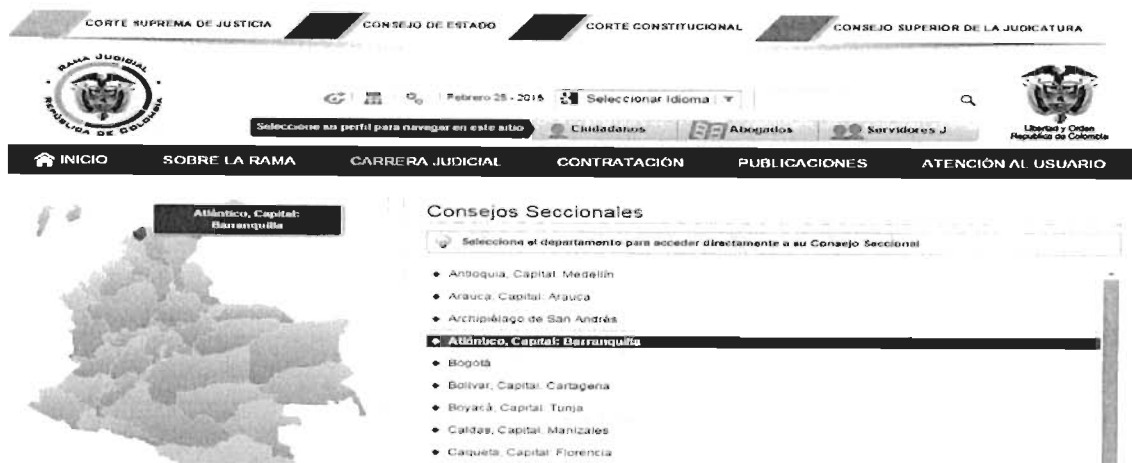 CORTE SUPREMA DE JUSTICIA CONSEJO DE ESTADO CORTE CONSTITUCIONAL CONSEJO SUPERIOR DE LA JUDICATURA
RAMA JUDICIAL
REPÚBLICA DE COLOMBIA
Febrero 25 - 2015 Seleccionar Idioma
Seleccione su perfil para navegar en este sitio Ciudadanos Abogados Servidores J
Libertad y Orden
República de Colombia
INICIO SOBRE LA RAMA CARRERA JUDICIAL CONTRATACIÓN PUBLICACIONES ATENCIÓN AL USUARIO
Atlántico, Capital:
Barranquilla
Consejos Seccionales
Seleccione el departamento para acceder directamente a su Consejo Seccional
Antioquia, Capital: Medellín
Arauca, Capital: Arauca
Archipiélago de San Andrés
Atlántico, Capital: Barranquilla
Bogotá
Bolívar, Capital: Cartagena
Boyacá, Capital: Tunja
Caldas, Capital: Manizales
Caquetá, Capital: Florencia